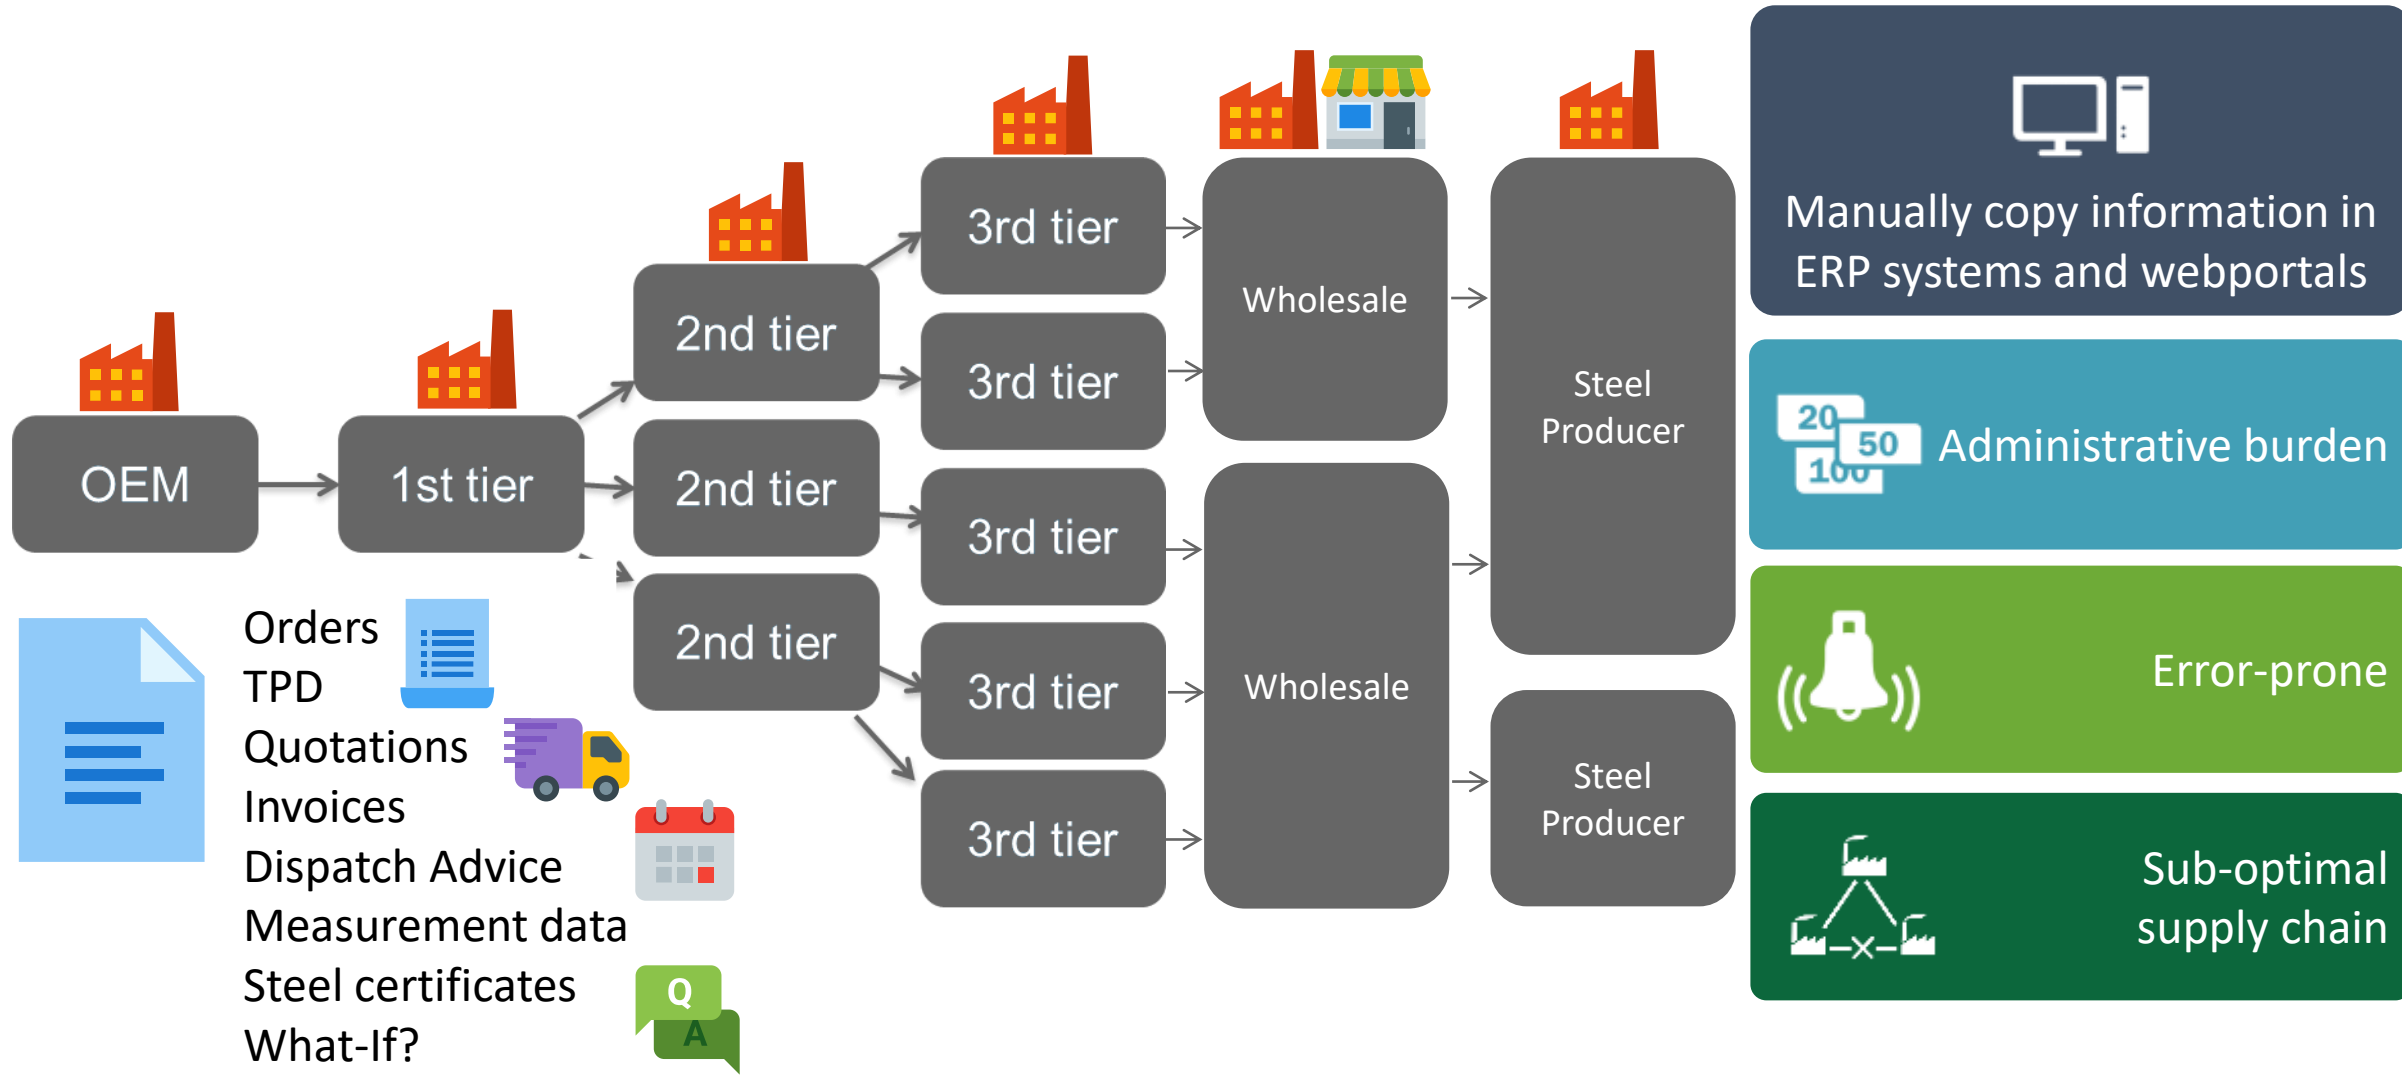 OEM
1st tier
2nd tier
2nd tier
2nd tier
3rd tier
3rd tier
3rd tier
3rd tier
3rd tier
Wholesale
Wholesale
Steel
Producer
Steel
Producer
Orders
TPD
Quotations
Invoices
Dispatch Advice
Measurement data
Steel certificates
What-If?
Q
A
Manually copy information in
ERP systems and webportals
20
50
100
Administrative burden
Error-prone
Sub-optimal
supply chain